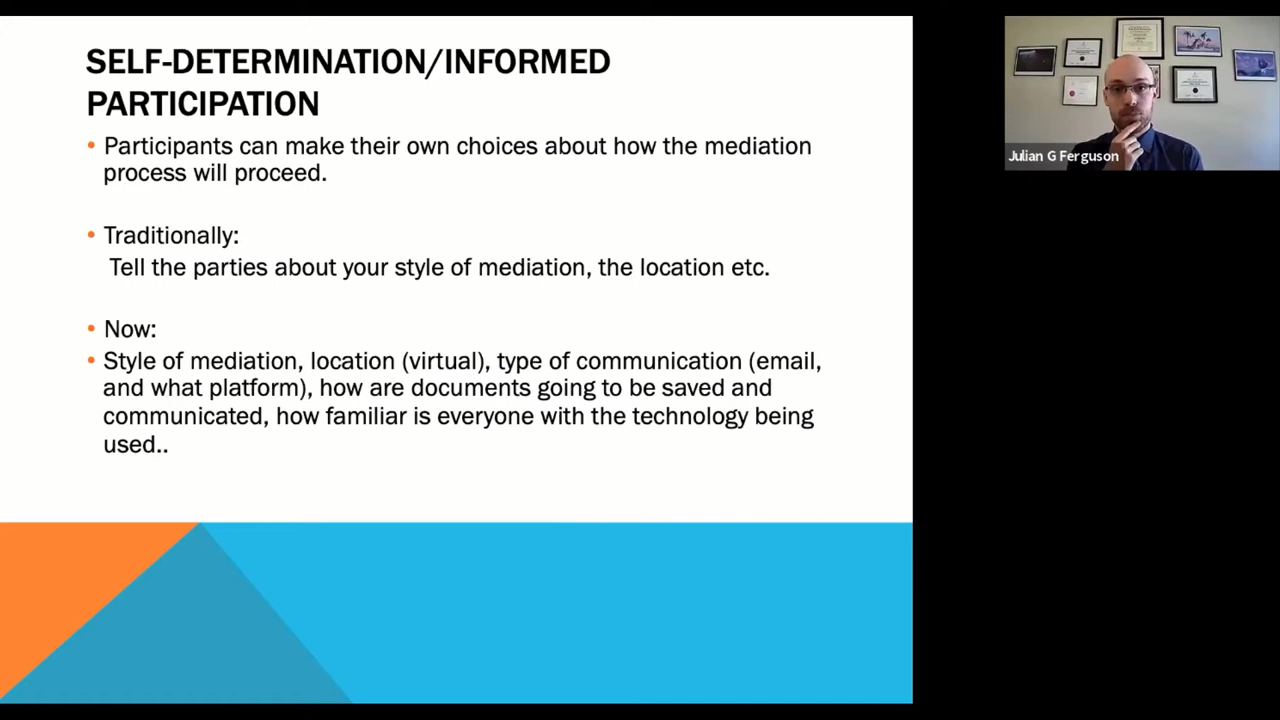 SELF-DETERMINATION/INFORMED
PARTICIPATION
• Participants can make their own choices about how the mediation
process will proceed.
• Traditionally:
Tell the parties about your style of mediation, the location etc.
• Now:
• Style of mediation, location (virtual), type of communication (email,
and what platform), how are documents going to be saved and
communicated, how familiar is everyone with the technology being
used..
Julian G Ferguson